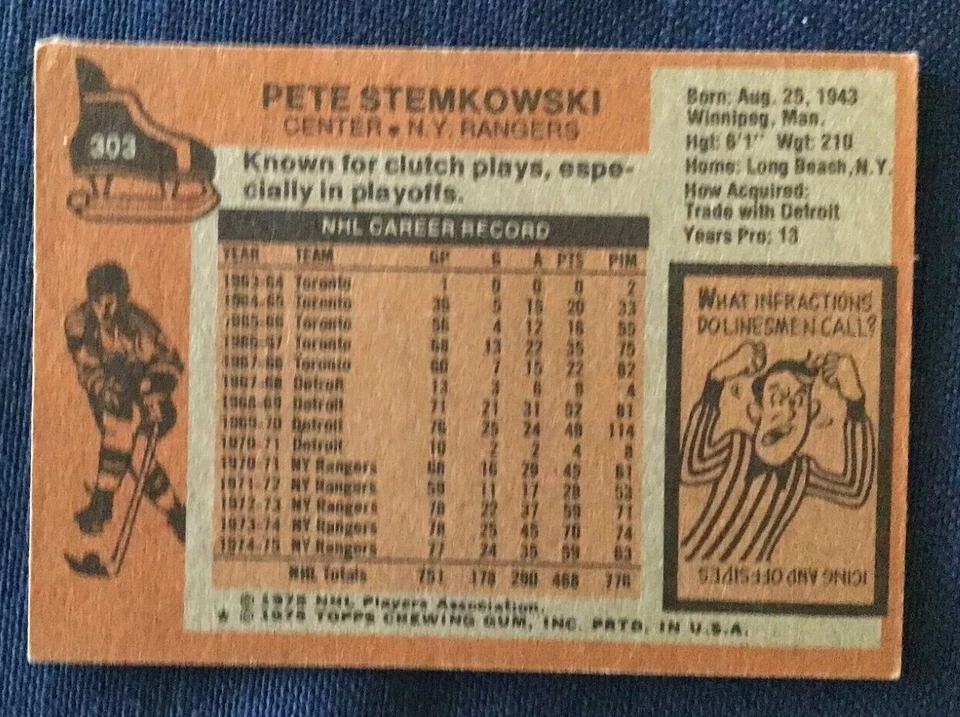 303
PETE STEMKOWSKI
CENTER • N.Y. RANGERS
Known for clutch plays, espe-
cially in playoffs.
Born: Aug. 25, 1943
Winnipeg, Man.
Hgt: 6'1" Wgt: 210
Home: Long Beach, N.Y.
How Acquired:
Trade with Detroit
Years Pro: 13
NHL CAREER RECORD
YEAR TEAM GP G A PTS PIM
1963-64 Toronto 1 0 0 0 2
1964-65 Toronto 36 5 15 20 33
1965-66 Toronto 56 4 12 16 55
1966-67 Toronto 68 13 22 35 75
1967-68 Toronto 60 7 15 22 82
1967-68 Detroit 13 3 6 9 4
1968-69 Detroit 71 21 31 52 81
1969-70 Detroit 76 25 24 49 114
1970-71 Detroit 10 2 2 4 8
1970-71 NY Rangers 68 16 29 45 61
1971-72 NY Rangers 59 11 17 28 53
1972-73 NY Rangers 78 22 37 59 71
1973-74 NY Rangers 78 25 45 70 74
1974-75 NY Rangers 77 24 35 59 63
NHL Totals 751 178 290 468 776
WHAT INFRACTIONS
DO LINESMEN CALL?
ICING AND OFFSIDES
© 1975 NHL Players Association.
★ © 1975 TOPPS CHEWING GUM, INC. PRTD. IN U.S.A.